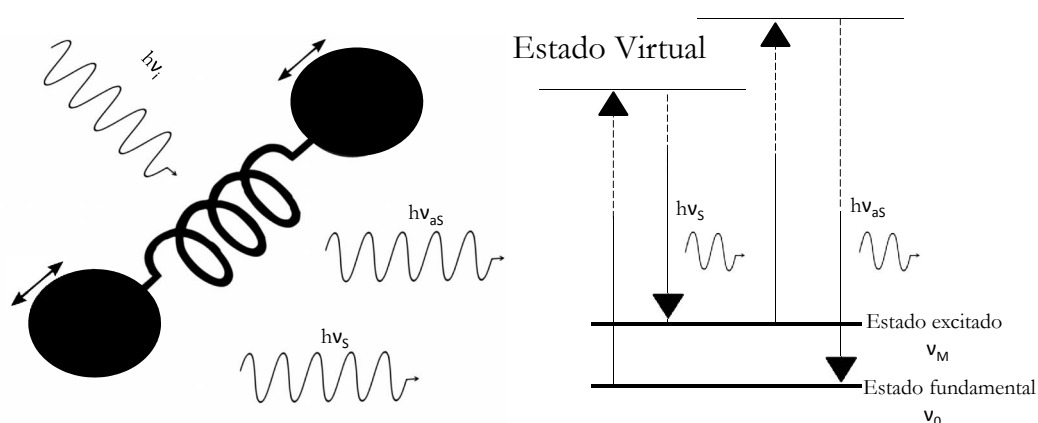 hνi
hνaS
hνS
Estado Virtual
hνS
hνaS
Estado excitado
νM
Estado fundamental
ν0